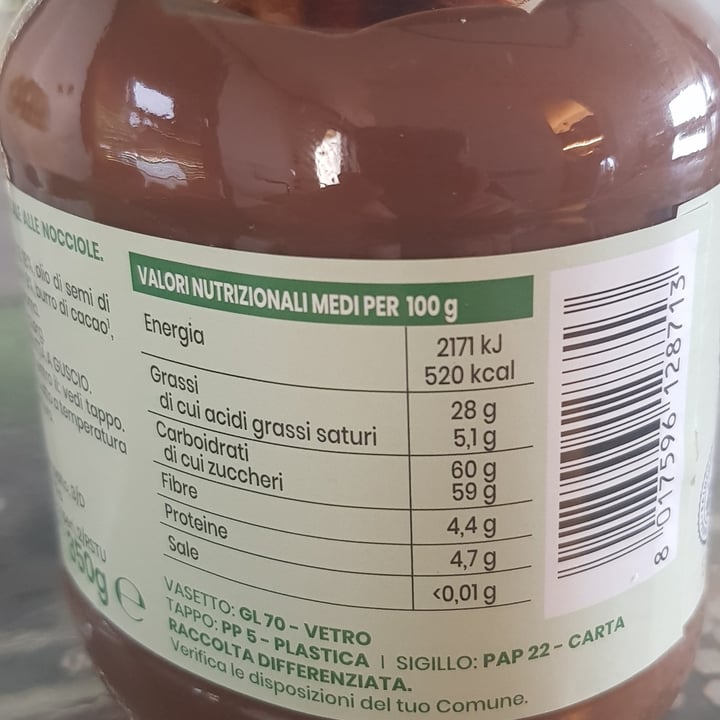 ALLE NOCCIOLE.
olio di semi di
burro di cacao¹,
GUSCIO.
vedi tappo.
temperatura
VALORI NUTRIZIONALI MEDI PER 100 g
Energia 2171 kJ
520 kcal
Grassi 28 g
di cui acidi grassi saturi 5,1 g
Carboidrati 60 g
di cui zuccheri 59 g
Fibre 4,4 g
Proteine 4,7 g
Sale <0,01 g
8 017596 128713
350g e
VASETTO: GL 70 - VETRO
TAPPO: PP 5 - PLASTICA | SIGILLO: PAP 22 - CARTA
RACCOLTA DIFFERENZIATA.
Verifica le disposizioni del tuo Comune.